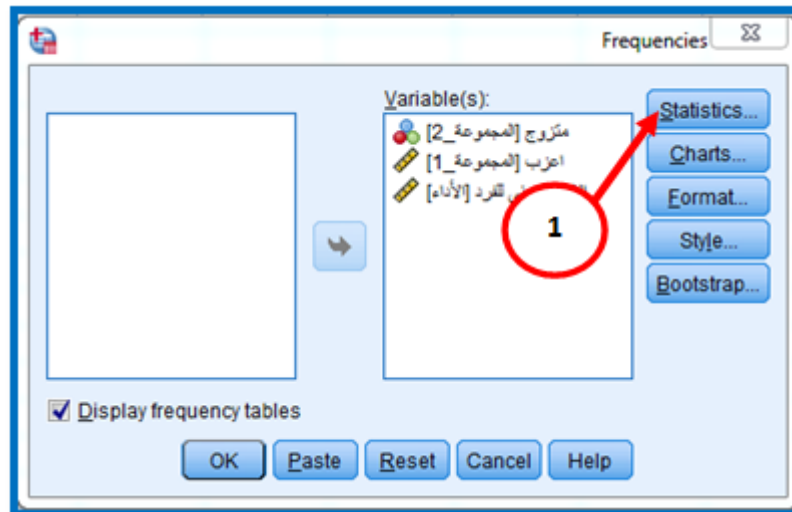 Frequencies
Variable(s):
متزوج [المجموعة_2]
اعزب [المجموعة_1]
للفرد [الأداء]
Statistics...
Charts...
Format...
Style...
Bootstrap...
1
Display frequency tables
OK Paste Reset Cancel Help